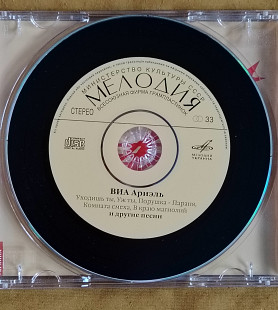 МИНИСТЕРСТВО КУЛЬТУРЫ СССР
МЕЛОДИЯ
ВСЕСОЮЗНАЯ ФИРМА ГРАМПЛАСТИНОК
СТЕРЕО
33
ВИА Ариэль
Уходишь ты, Уж ты, Порушка - Параня,
Комната смеха, В краю магнолий
и другие песни